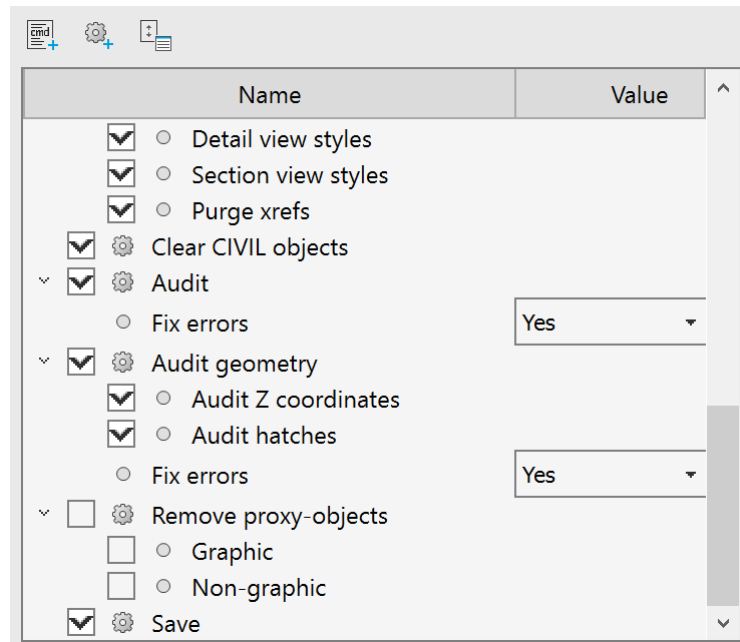 cmd
Name Value
Detail view styles
Section view styles
Purge xrefs
Clear CIVIL objects
Audit
Fix errors Yes
Audit geometry
Audit Z coordinates
Audit hatches
Fix errors Yes
Remove proxy-objects
Graphic
Non-graphic
Save